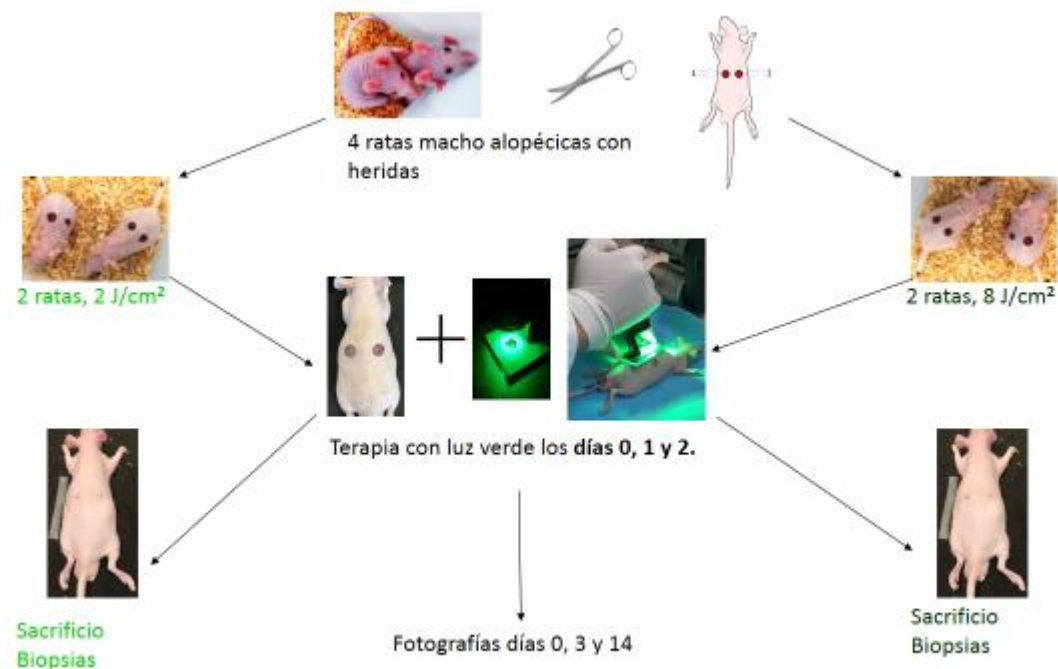 4 ratas macho alopécicas con
heridas
2 ratas, 2 J/cm²
2 ratas, 8 J/cm²
Terapia con luz verde los días 0, 1 y 2.
Sacrificio
Biopsias
Fotografías días 0, 3 y 14
Sacrificio
Biopsias